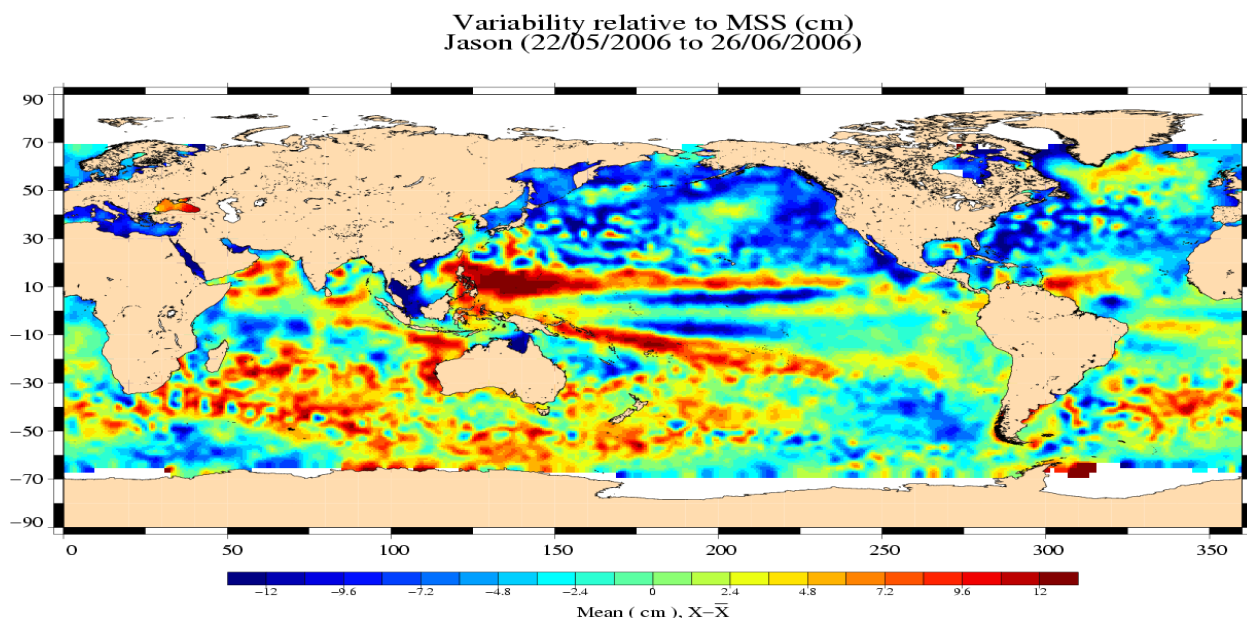 Variability relative to MSS (cm)
Jason (22/05/2006 to 26/06/2006)
90
70
50
30
10
−10
−30
−50
−70
−90
0 50 100 150 200 250 300 350
−12 −9.6 −7.2 −4.8 −2.4 0 2.4 4.8 7.2 9.6 12
Mean ( cm ), X−X̅